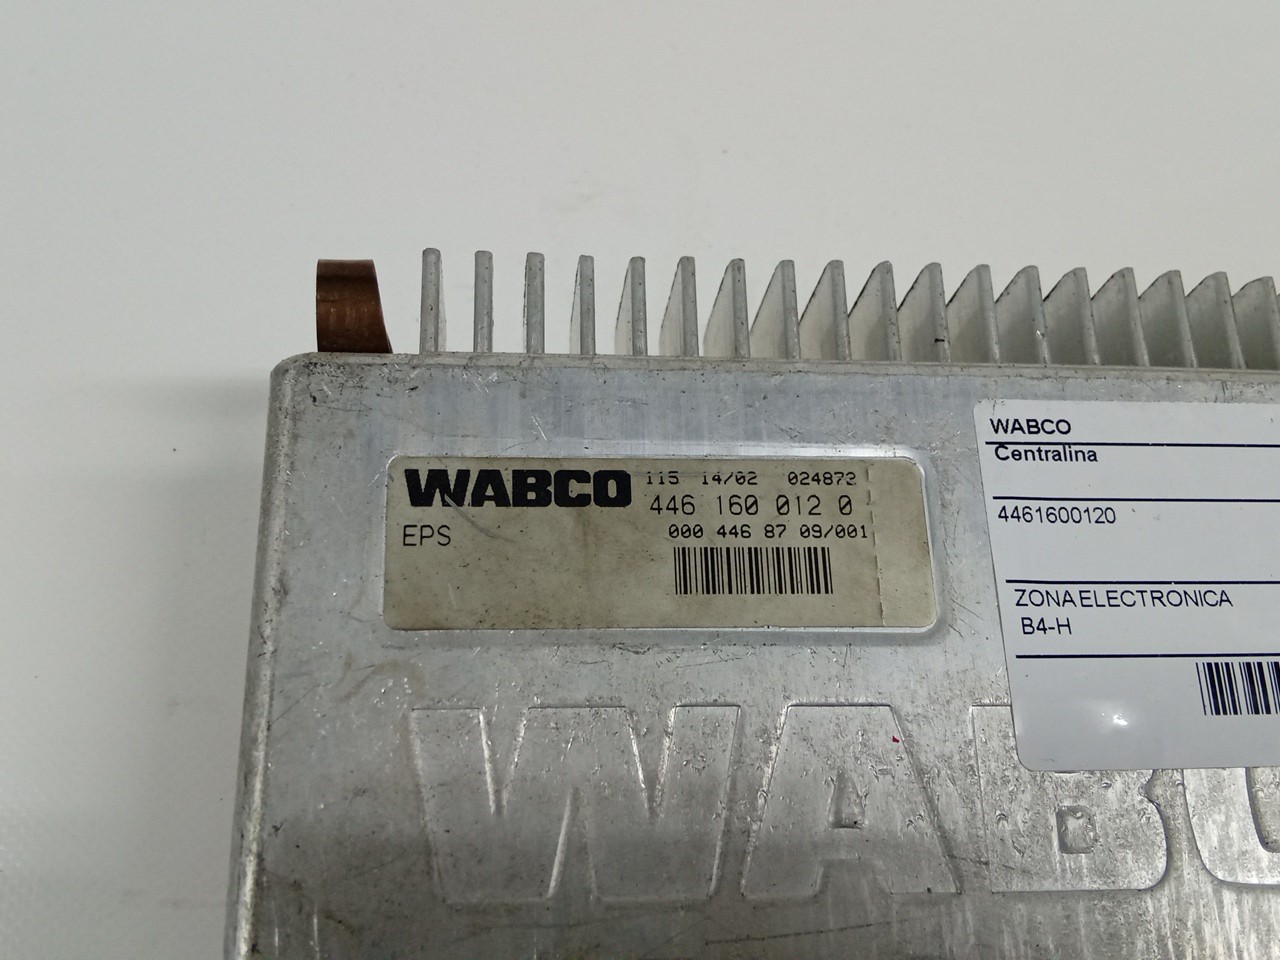 WABCO 115 14/02 024873
446 160 012 0
EPS 000 446 87 09/001
WABCO
Centralina
4461600120
ZONA ELECTRONICA
B4-H
WABC